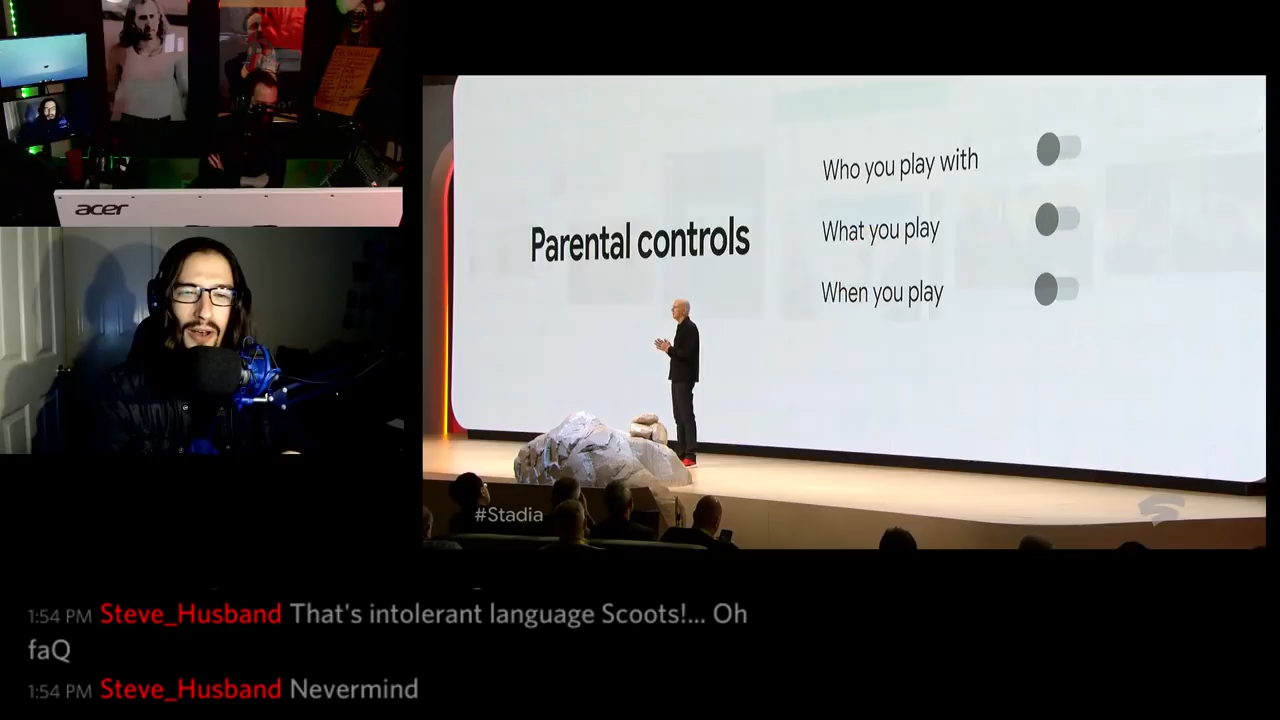 acer
Parental controls
Who you play with
What you play
When you play
#Stadia
1:54 PM Steve_Husband That's intolerant language Scoots!... Oh
faQ
1:54 PM Steve_Husband Nevermind